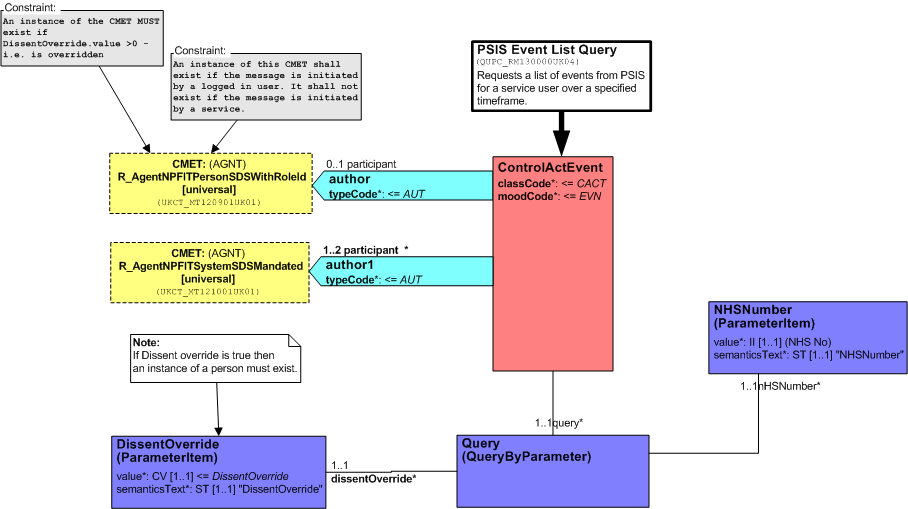 Constraint:
An instance of the CMET MUST
exist if
DissentOverride.value >0 -
i.e. is overridden
Constraint:
An instance of this CMET shall
exist if the message is initiated
by a logged in user. It shall not
exist if the message is initiated
by a service.
PSIS Event List Query
(QUPC_RM130000UK04)
Requests a list of events from PSIS
for a service user over a specified
timeframe.
CMET: (AGNT)
R_AgentNPFITPersonSDSWithRoleId
[universal]
(UKCT_MT120901UK01)
0..1 participant
author
typeCode*: <= AUT
ControlActEvent
classCode*: <= CACT
moodCode*: <= EVN
CMET: (AGNT)
R_AgentNPFITSystemSDSMandated
[universal]
(UKCT_MT121001UK01)
1..2 participant *
author1
typeCode*: <= AUT
NHSNumber
(ParameterItem)
value*: II [1..1] (NHS No)
semanticsText*: ST [1..1] "NHSNumber"
1..1nHSNumber*
Note:
If Dissent override is true then
an instance of a person must exist.
1..1query*
DissentOverride
(ParameterItem)
value*: CV [1..1] <= DissentOverride
semanticsText*: ST [1..1] "DissentOverride"
1..1
dissentOverride*
Query
(QueryByParameter)